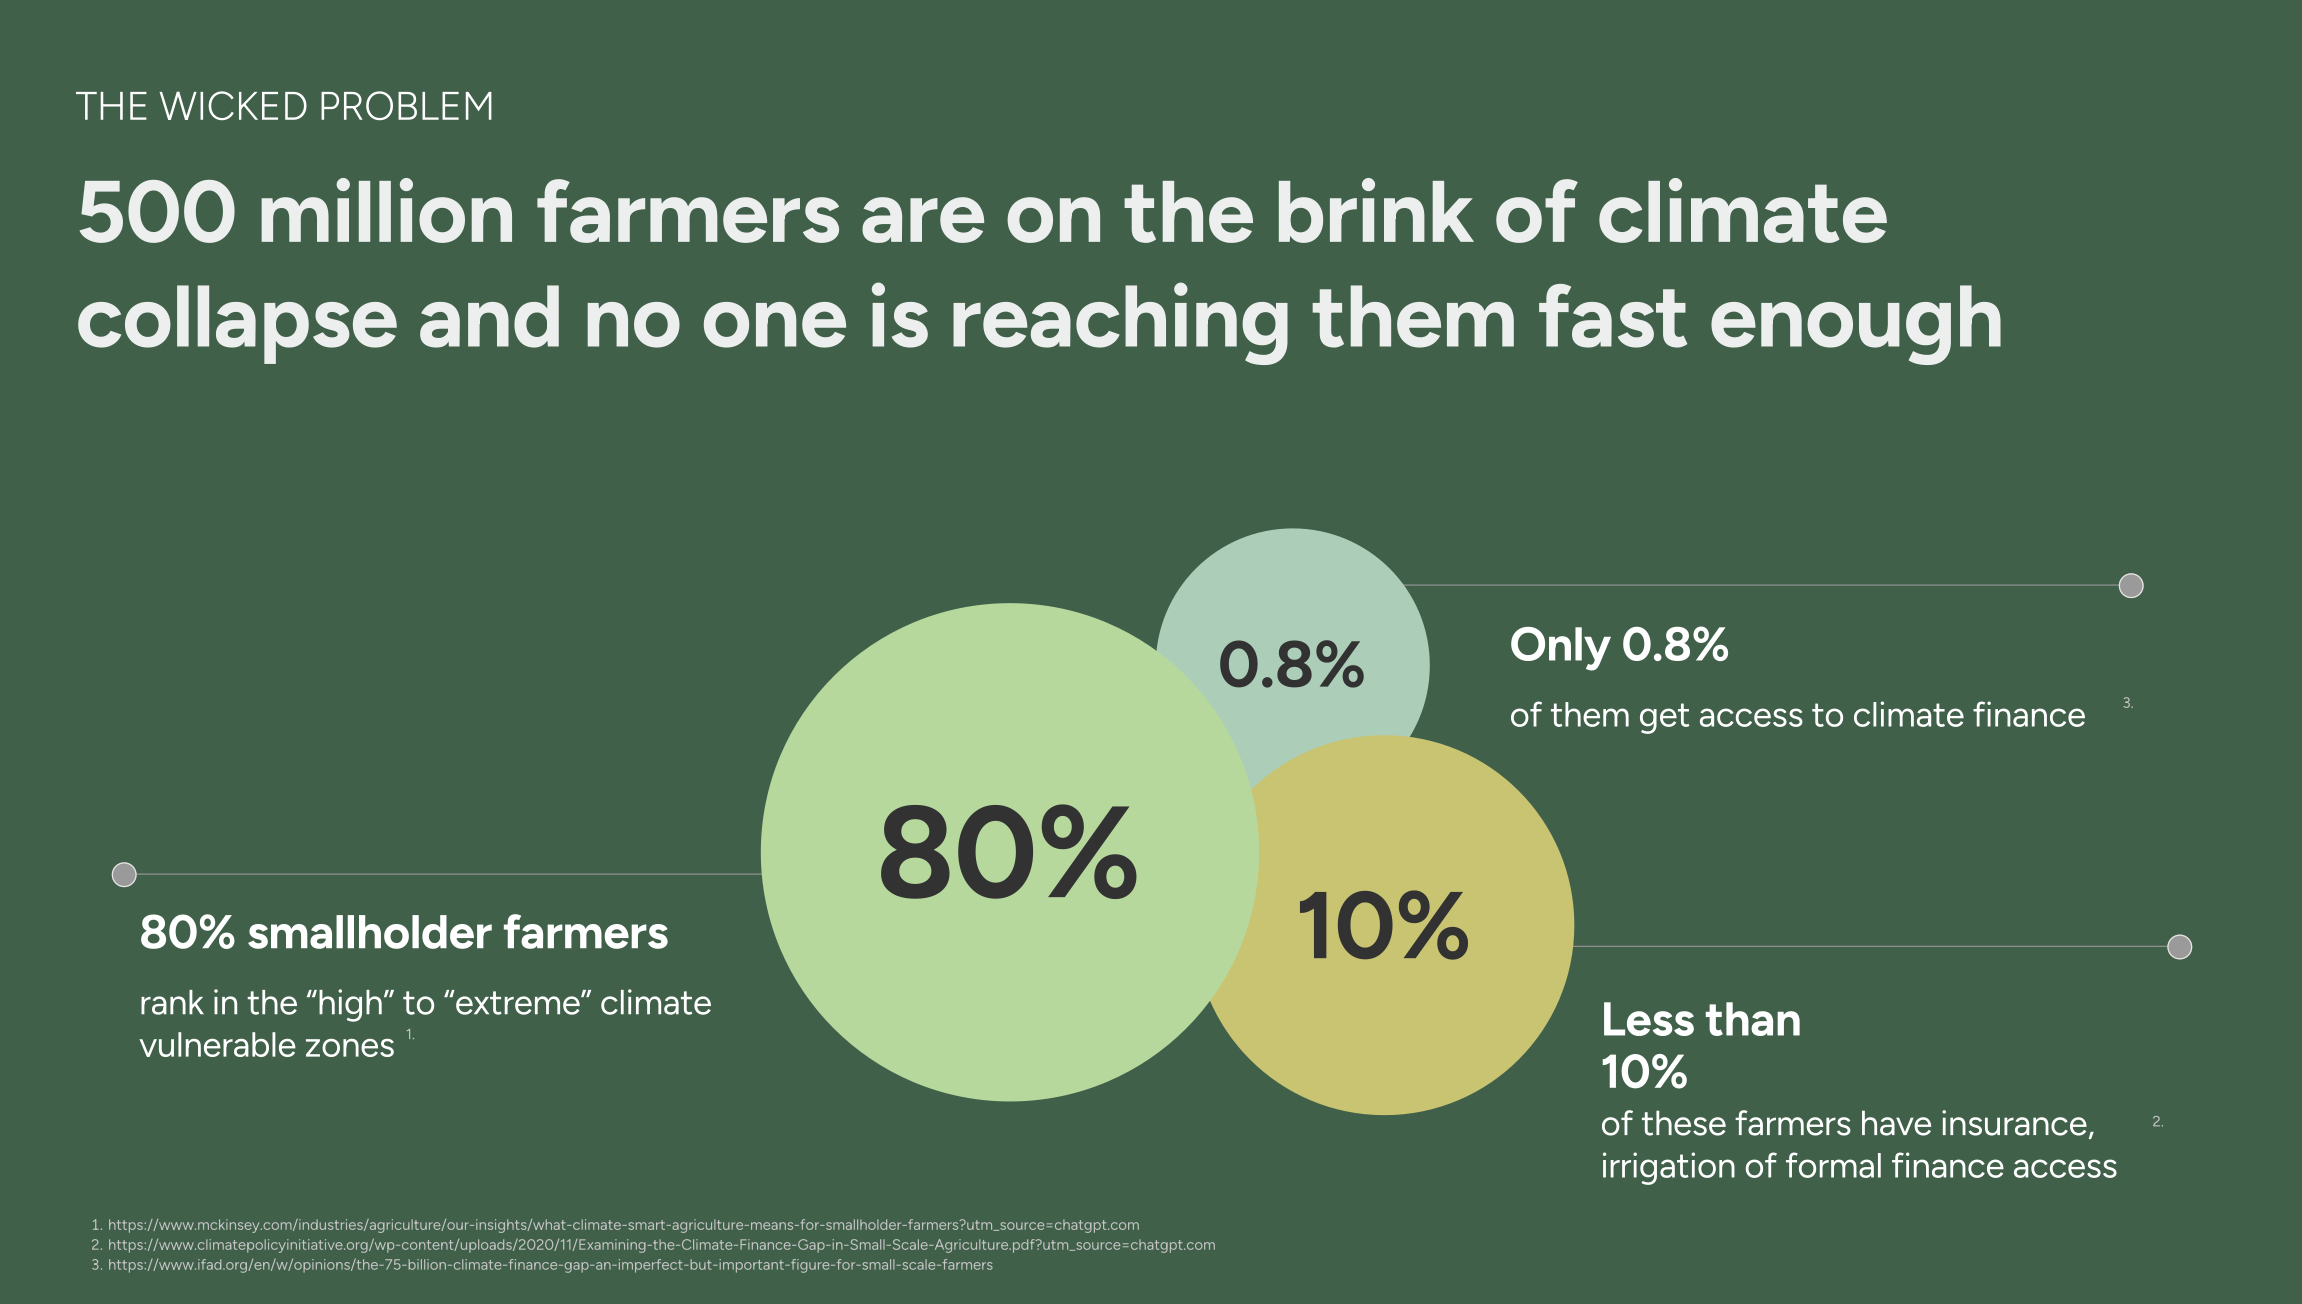 THE WICKED PROBLEM
500 million farmers are on the brink of climate
collapse and no one is reaching them fast enough
0.8%
Only 0.8%
of them get access to climate finance 3.
80%
80% smallholder farmers
rank in the “high” to “extreme” climate
vulnerable zones 1.
10%
Less than
10%
of these farmers have insurance, 2.
irrigation of formal finance access
1. https://www.mckinsey.com/industries/agriculture/our-insights/what-climate-smart-agriculture-means-for-smallholder-farmers?utm_source=chatgpt.com
2. https://www.climatepolicyinitiative.org/wp-content/uploads/2020/11/Examining-the-Climate-Finance-Gap-in-Small-Scale-Agriculture.pdf?utm_source=chatgpt.com
3. https://www.ifad.org/en/w/opinions/the-75-billion-climate-finance-gap-an-imperfect-but-important-figure-for-small-scale-farmers